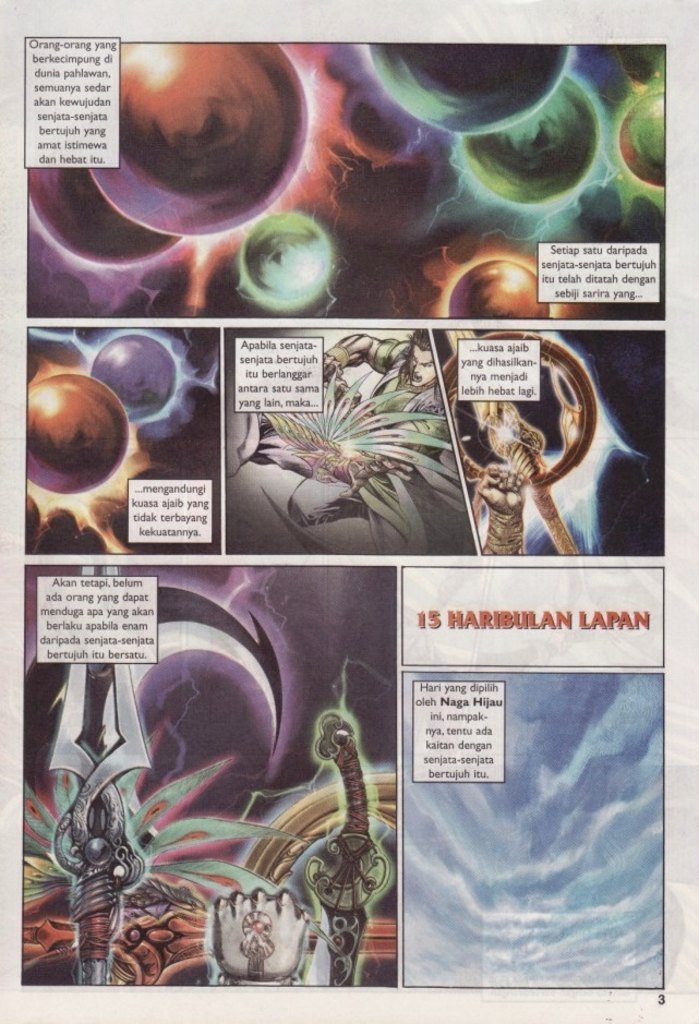 Orang-orang yang
berkecimpung di
dunia pahlawan,
semuanya sedar
akan kewujudan
senjata-senjata
bertujuh yang
amat istimewa
dan hebat itu.
Setiap satu daripada
senjata-senjata bertujuh
itu telah ditatah dengan
sebiji sarira yang...
...mengandungi
kuasa ajaib yang
tidak terbayang
kekuatannya.
Apabila senjata-
senjata bertujuh
itu berlanggar
antara satu sama
yang lain, maka...
...kuasa ajaib
yang dihasilkan-
nya menjadi
lebih hebat lagi.
Akan tetapi, belum
ada orang yang dapat
menduga apa yang akan
berlaku apabila enam
daripada senjata-senjata
bertujuh itu bersatu.
15 HARIBULAN LAPAN
Hari yang dipilih
oleh Naga Hijau
ini, nampak-
nya, tentu ada
kaitan dengan
senjata-senjata
bertujuh itu.
3